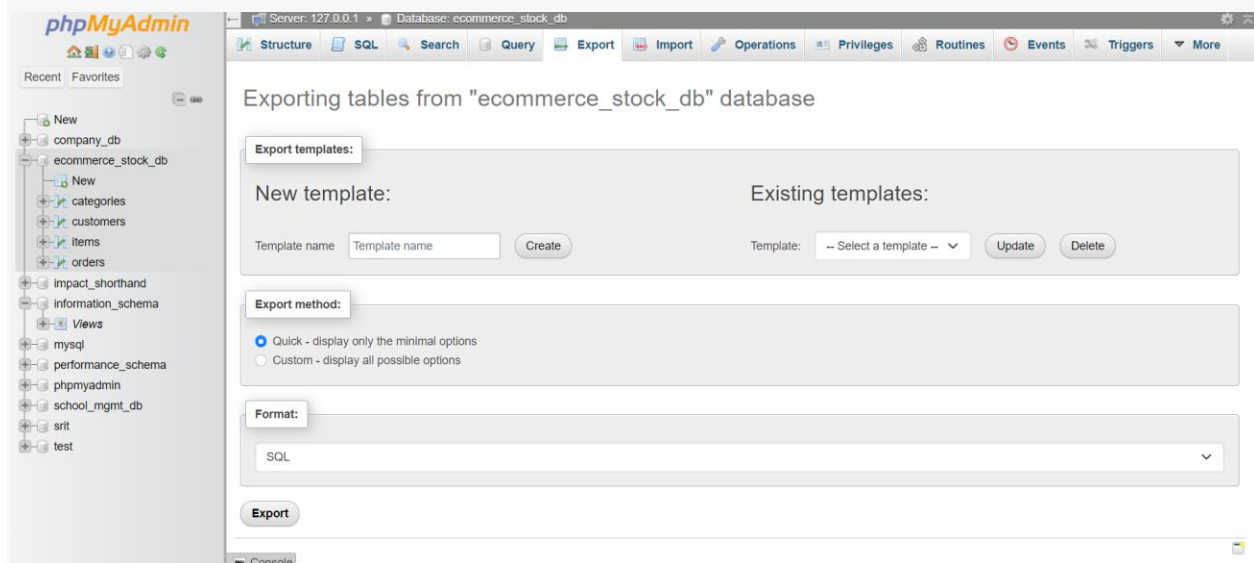 phpMyAdmin
Recent Favorites
New
company_db
ecommerce_stock_db
New
categories
customers
items
orders
impact_shorthand
information_schema
Views
mysql
performance_schema
phpmyadmin
school_mgmt_db
srit
test
Server: 127.0.0.1 » Database: ecommerce_stock_db
Structure SQL Search Query Export Import Operations Privileges Routines Events Triggers More
Exporting tables from "ecommerce_stock_db" database
Export templates:
New template:
Template name Template name Create
Existing templates:
Template: -- Select a template -- Update Delete
Export method:
Quick - display only the minimal options
Custom - display all possible options
Format:
SQL
Export
Console